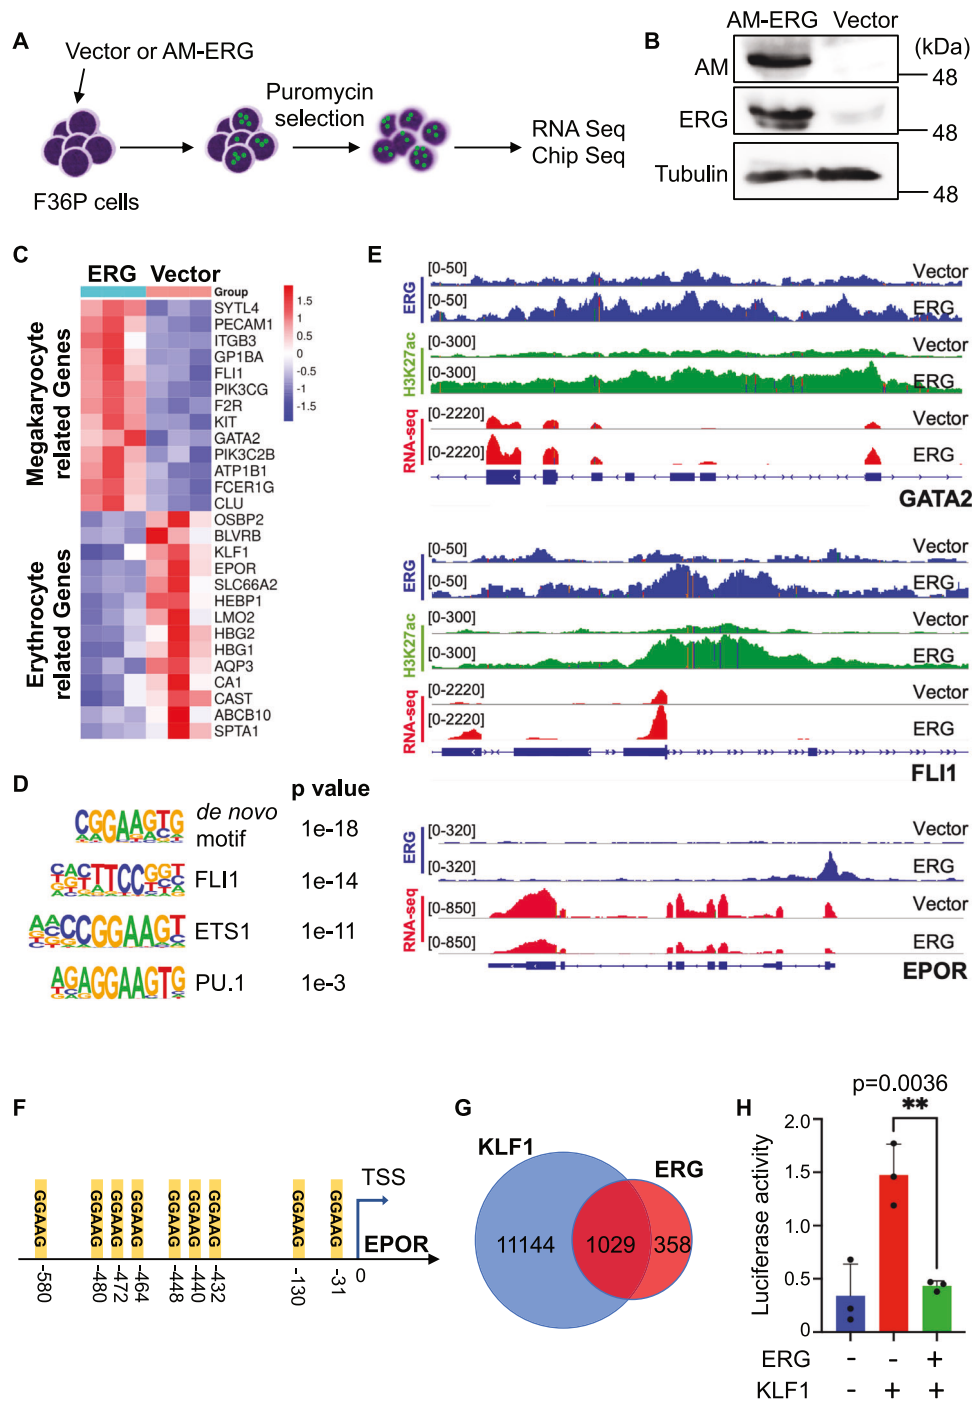 A
Vector or AM-ERG
Puromycin
selection
RNA Seq
Chip Seq
F36P cells
B
AM-ERG Vector
(kDa)
AM
48
ERG
48
Tubulin
48
C
ERG Vector
Group
Megakaryocyte
related Genes
Erythrocyte
related Genes
SYTL4
PECAM1
ITGB3
GP1BA
FLI1
PIK3CG
F2R
KIT
GATA2
PIK3C2B
ATP1B1
FCER1G
CLU
OSBP2
BLVRB
KLF1
EPOR
SLC66A2
HEBP1
LMO2
HBG2
HBG1
AQP3
CA1
CAST
ABCB10
SPTA1
1.5
1
0.5
0
-0.5
-1
-1.5
D
p value
CGGAAGTG
de novo
motif
1e-18
CACTTCCGGT
FLI1
1e-14
AACCGGAAGT
ETS1
1e-11
AGAGGAAGTG
PU.1
1e-3
E
ERG
[0-50]
Vector
[0-50]
ERG
H3K27ac
[0-300]
Vector
[0-300]
ERG
RNA-seq
[0-2220]
Vector
[0-2220]
ERG
GATA2
ERG
[0-50]
Vector
[0-50]
ERG
H3K27ac
[0-300]
Vector
[0-300]
ERG
RNA-seq
[0-2220]
Vector
[0-2220]
ERG
FLI1
ERG
[0-320]
Vector
[0-320]
ERG
RNA-seq
[0-850]
Vector
[0-850]
ERG
EPOR
F
GGAAG GGAAG GGAAG GGAAG GGAAG GGAAG GGAAG GGAAG GGAAG
TSS
EPOR
-580 -480 -472 -464 -448 -440 -432 -130 -31 0
G
KLF1
ERG
11144 1029 358
H
p=0.0036
**
Luciferase activity
2.0
1.5
1.0
0.5
0
ERG - - +
KLF1 - + +